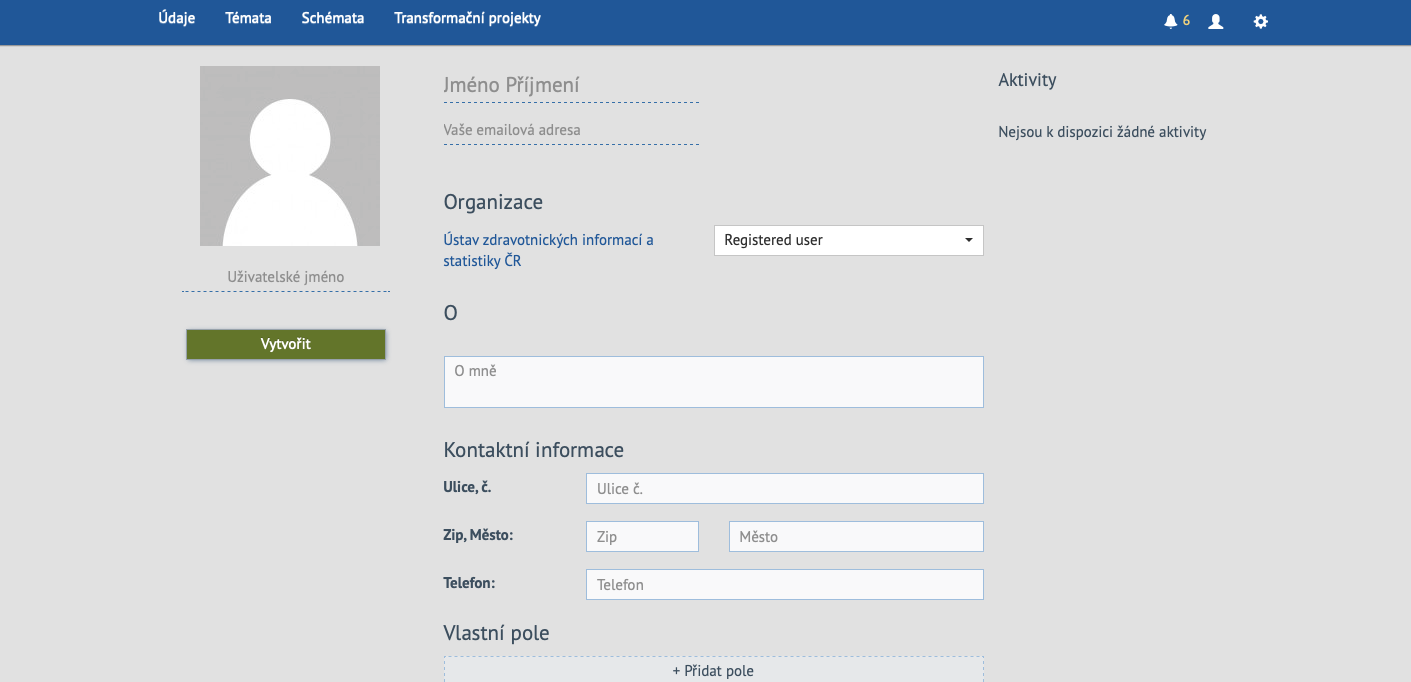 Údaje
Témata
Schémata
Transformační projekty
6
Uživatelské jméno
Vytvořit
Jméno Příjmení
Vaše emailová adresa
Organizace
Ústav zdravotnických informací a
statistiky ČR
Registered user
O
O mně
Kontaktní informace
Ulice, č.
Ulice č.
Zip, Město:
Zip
Město
Telefon:
Telefon
Vlastní pole
+ Přidat pole
Aktivity
Nejsou k dispozici žádné aktivity